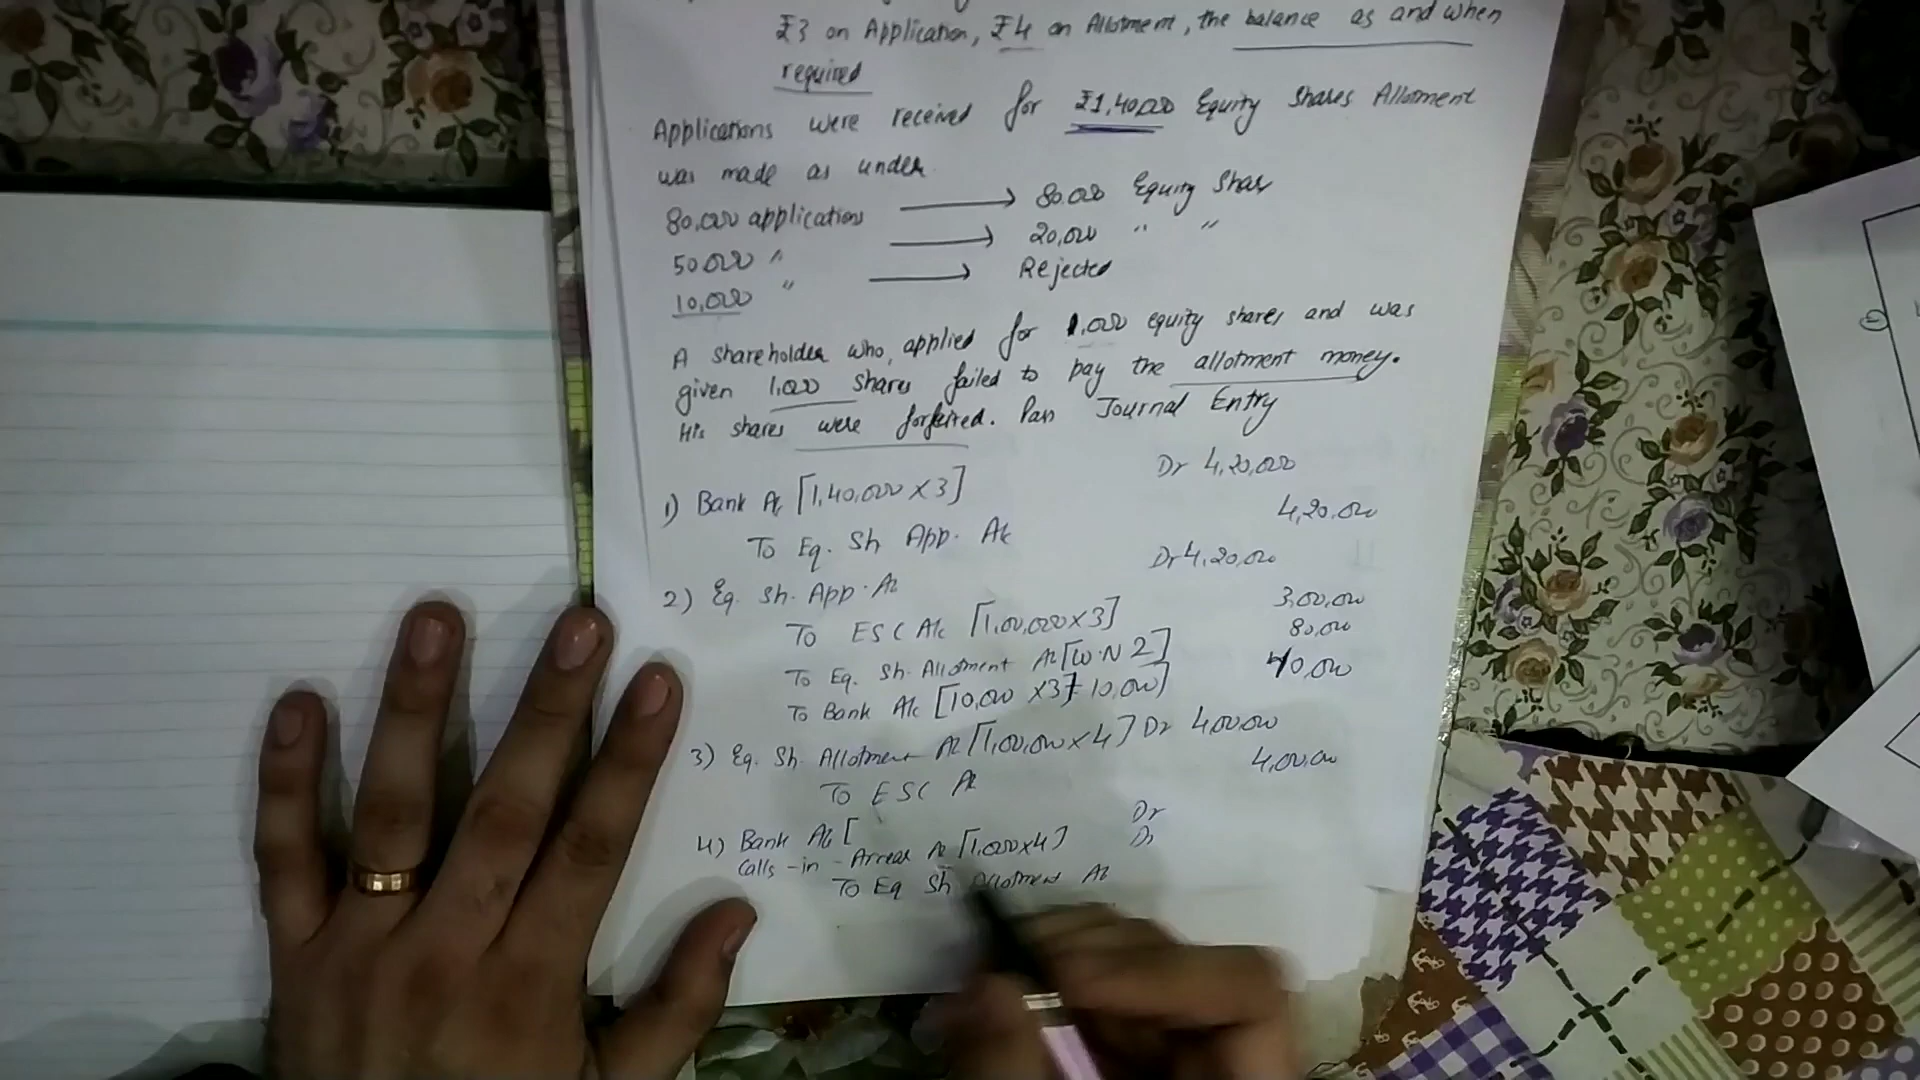 ₹3 on Application, ₹4 on Allotment, the balance as and when
required
Applications were received for ₹1,40,000 Equity Shares Allotment
was made as under
80,000 applications → 80,000 Equity Shar
50,000 " → 20,000 " "
10,000 " → Rejected
A shareholder who, applied for 1,000 equity shares and was
given 1,000 shares failed to pay the allotment money.
His shares were forfeited. Pass Journal Entry
1) Bank A/c [1,40,000 X 3] Dr 4,20,000
To Eq. Sh App. A/c 4,20,000
2) Eq. Sh. App. A/c Dr 4,20,000
To ESC A/c [1,00,000 X 3] 3,00,000
To Eq. Sh. Allotment A/c [W.N 2] 80,000
To Bank A/c [10,000 X 3 + 10,000] 40,000
3) Eq. Sh. Allotment A/c [1,00,000 X 4] Dr 4,00,000
To ESC A/c 4,00,000
4) Bank A/c [ Dr
Calls-in-Arrear A/c [1,000x4] Dr
To Eq Sh Allotment A/c